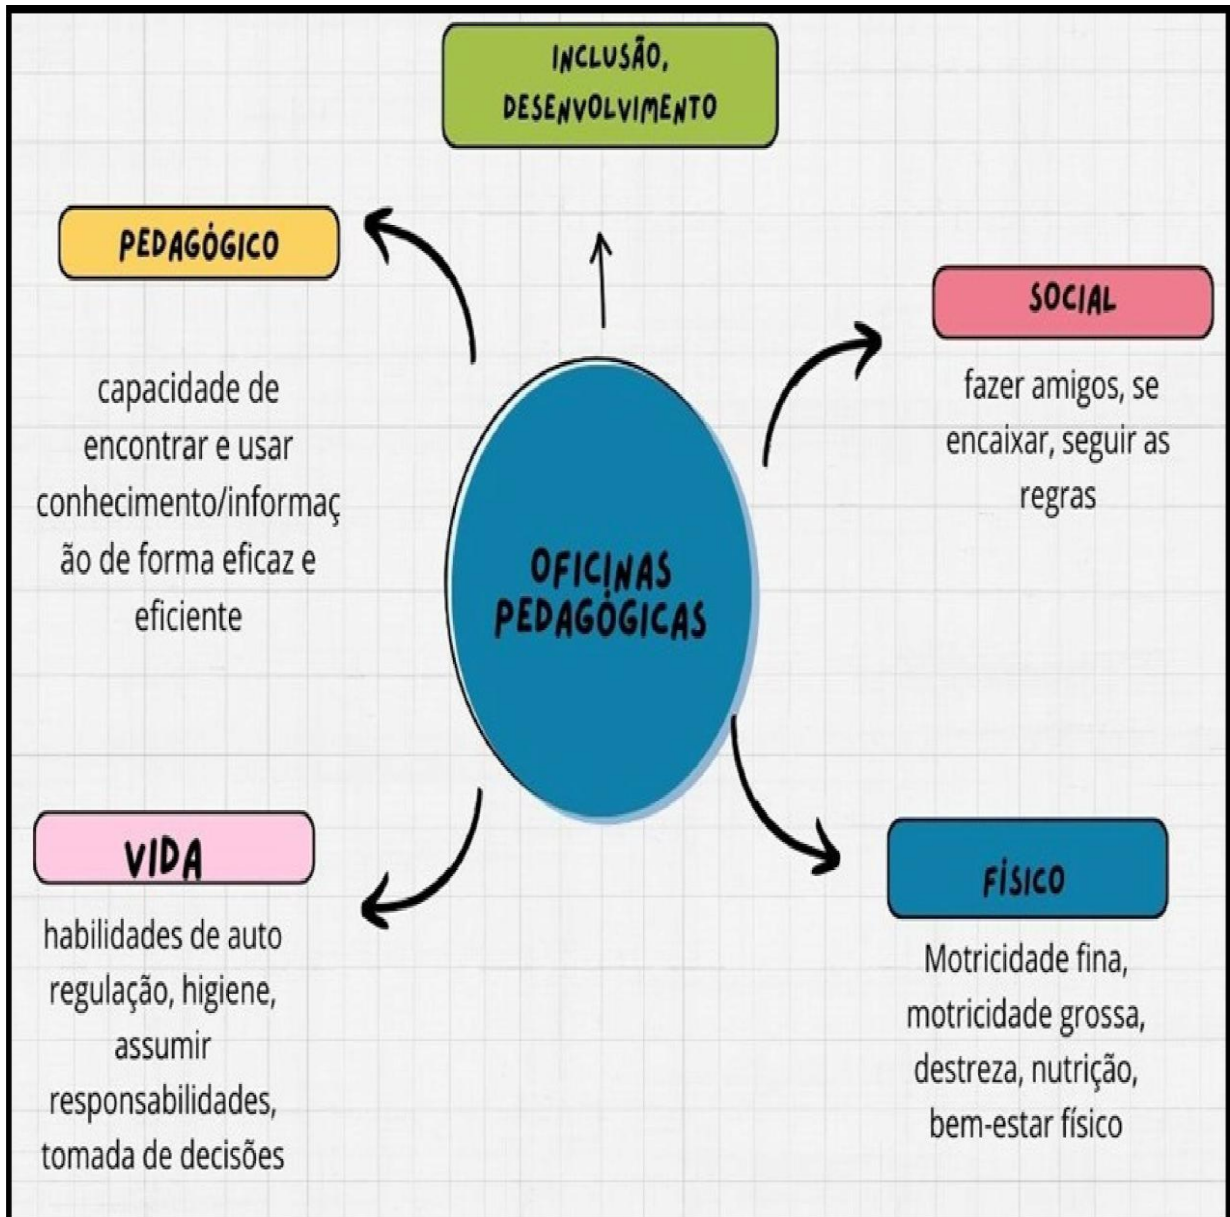 INCLUSÃO,
DESENVOLVIMENTO
PEDAGÓGICO
capacidade de
encontrar e usar
conhecimento/informaç
ão de forma eficaz e
eficiente
SOCIAL
fazer amigos, se
encaixar, seguir as
regras
OFICINAS
PEDAGÓGICAS
VIDA
habilidades de auto
regulação, higiene,
assumir
responsabilidades,
tomada de decisões
FÍSICO
Motricidade fina,
motricidade grossa,
destreza, nutrição,
bem-estar físico